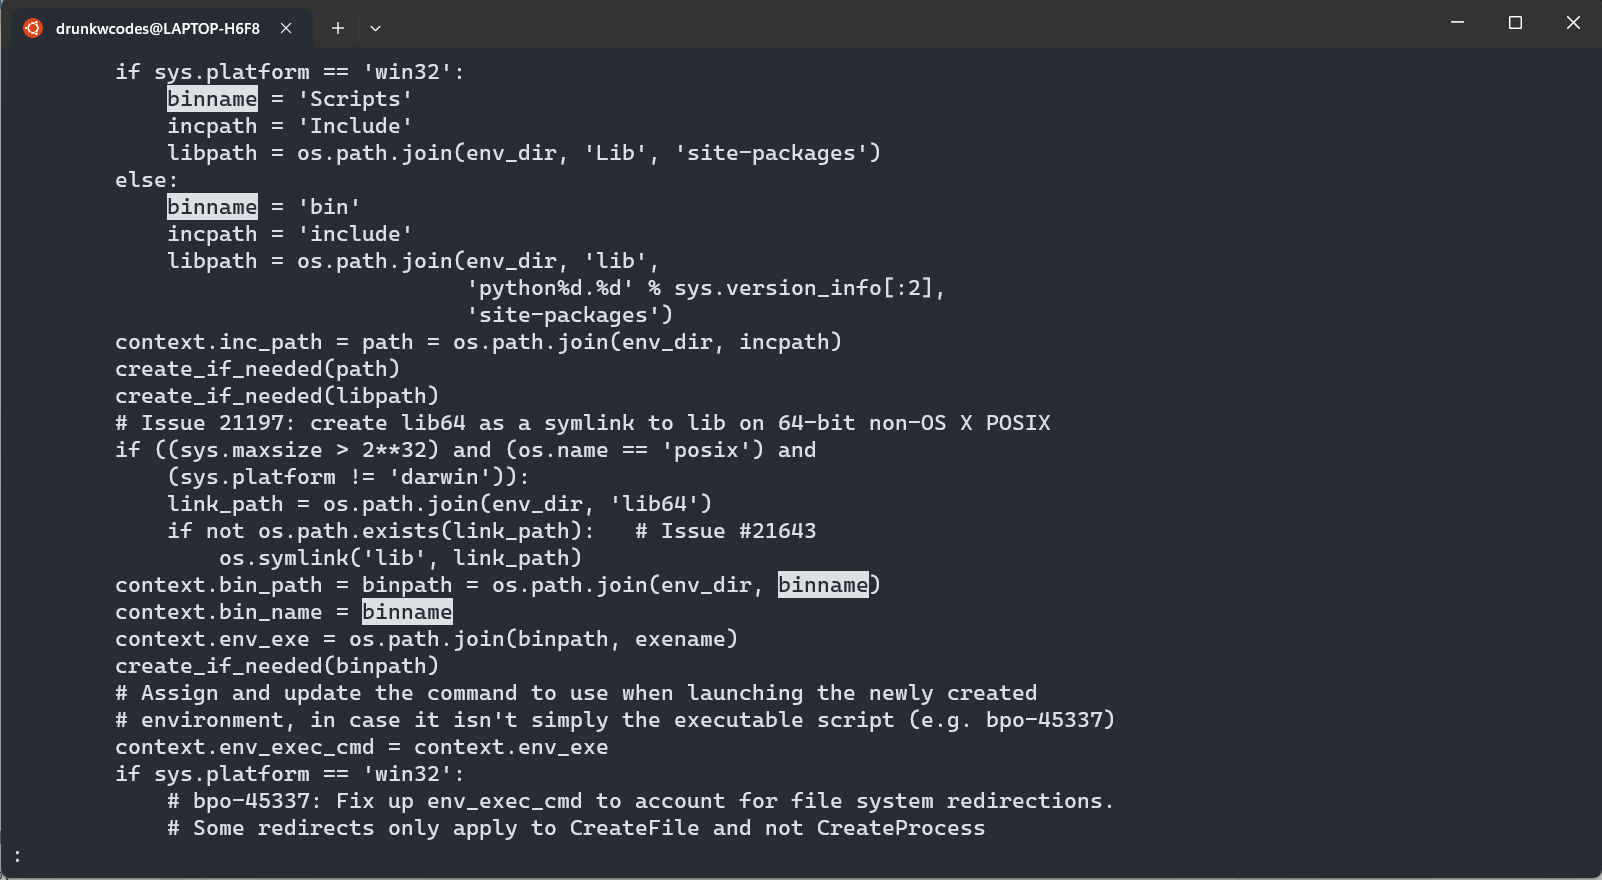 drunkwcodes@LAPTOP-H6F8
if sys.platform == 'win32':
    binname = 'Scripts'
    incpath = 'Include'
    libpath = os.path.join(env_dir, 'Lib', 'site-packages')
else:
    binname = 'bin'
    incpath = 'include'
    libpath = os.path.join(env_dir, 'lib',
                           'python%d.%d' % sys.version_info[:2],
                           'site-packages')
context.inc_path = path = os.path.join(env_dir, incpath)
create_if_needed(path)
create_if_needed(libpath)
# Issue 21197: create lib64 as a symlink to lib on 64-bit non-OS X POSIX
if ((sys.maxsize > 2**32) and (os.name == 'posix') and
    (sys.platform != 'darwin')):
    link_path = os.path.join(env_dir, 'lib64')
    if not os.path.exists(link_path):   # Issue #21643
        os.symlink('lib', link_path)
context.bin_path = binpath = os.path.join(env_dir, binname)
context.bin_name = binname
context.env_exe = os.path.join(binpath, exename)
create_if_needed(binpath)
# Assign and update the command to use when launching the newly created
# environment, in case it isn't simply the executable script (e.g. bpo-45337)
context.env_exec_cmd = context.env_exe
if sys.platform == 'win32':
    # bpo-45337: Fix up env_exec_cmd to account for file system redirections.
    # Some redirects only apply to CreateFile and not CreateProcess
: